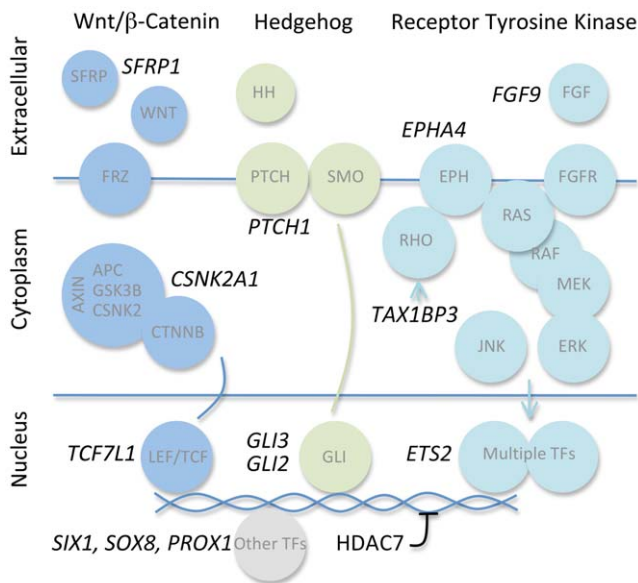 Wnt/β-Catenin
Hedgehog
Receptor Tyrosine Kinase
Extracellular
SFRP
SFRP1
WNT
HH
FGF9
FGF
EPHA4
FRZ
PTCH
SMO
EPH
FGFR
PTCH1
RAS
RHO
RAF
MEK
Cytoplasm
AXIN
APC
GSK3B
CSNK2
CSNK2A1
CTNNB
TAX1BP3
JNK
ERK
Nucleus
TCF7L1
LEF/TCF
GLI3
GLI2
GLI
ETS2
Multiple TFs
SIX1, SOX8, PROX1
Other TFs
HDAC7